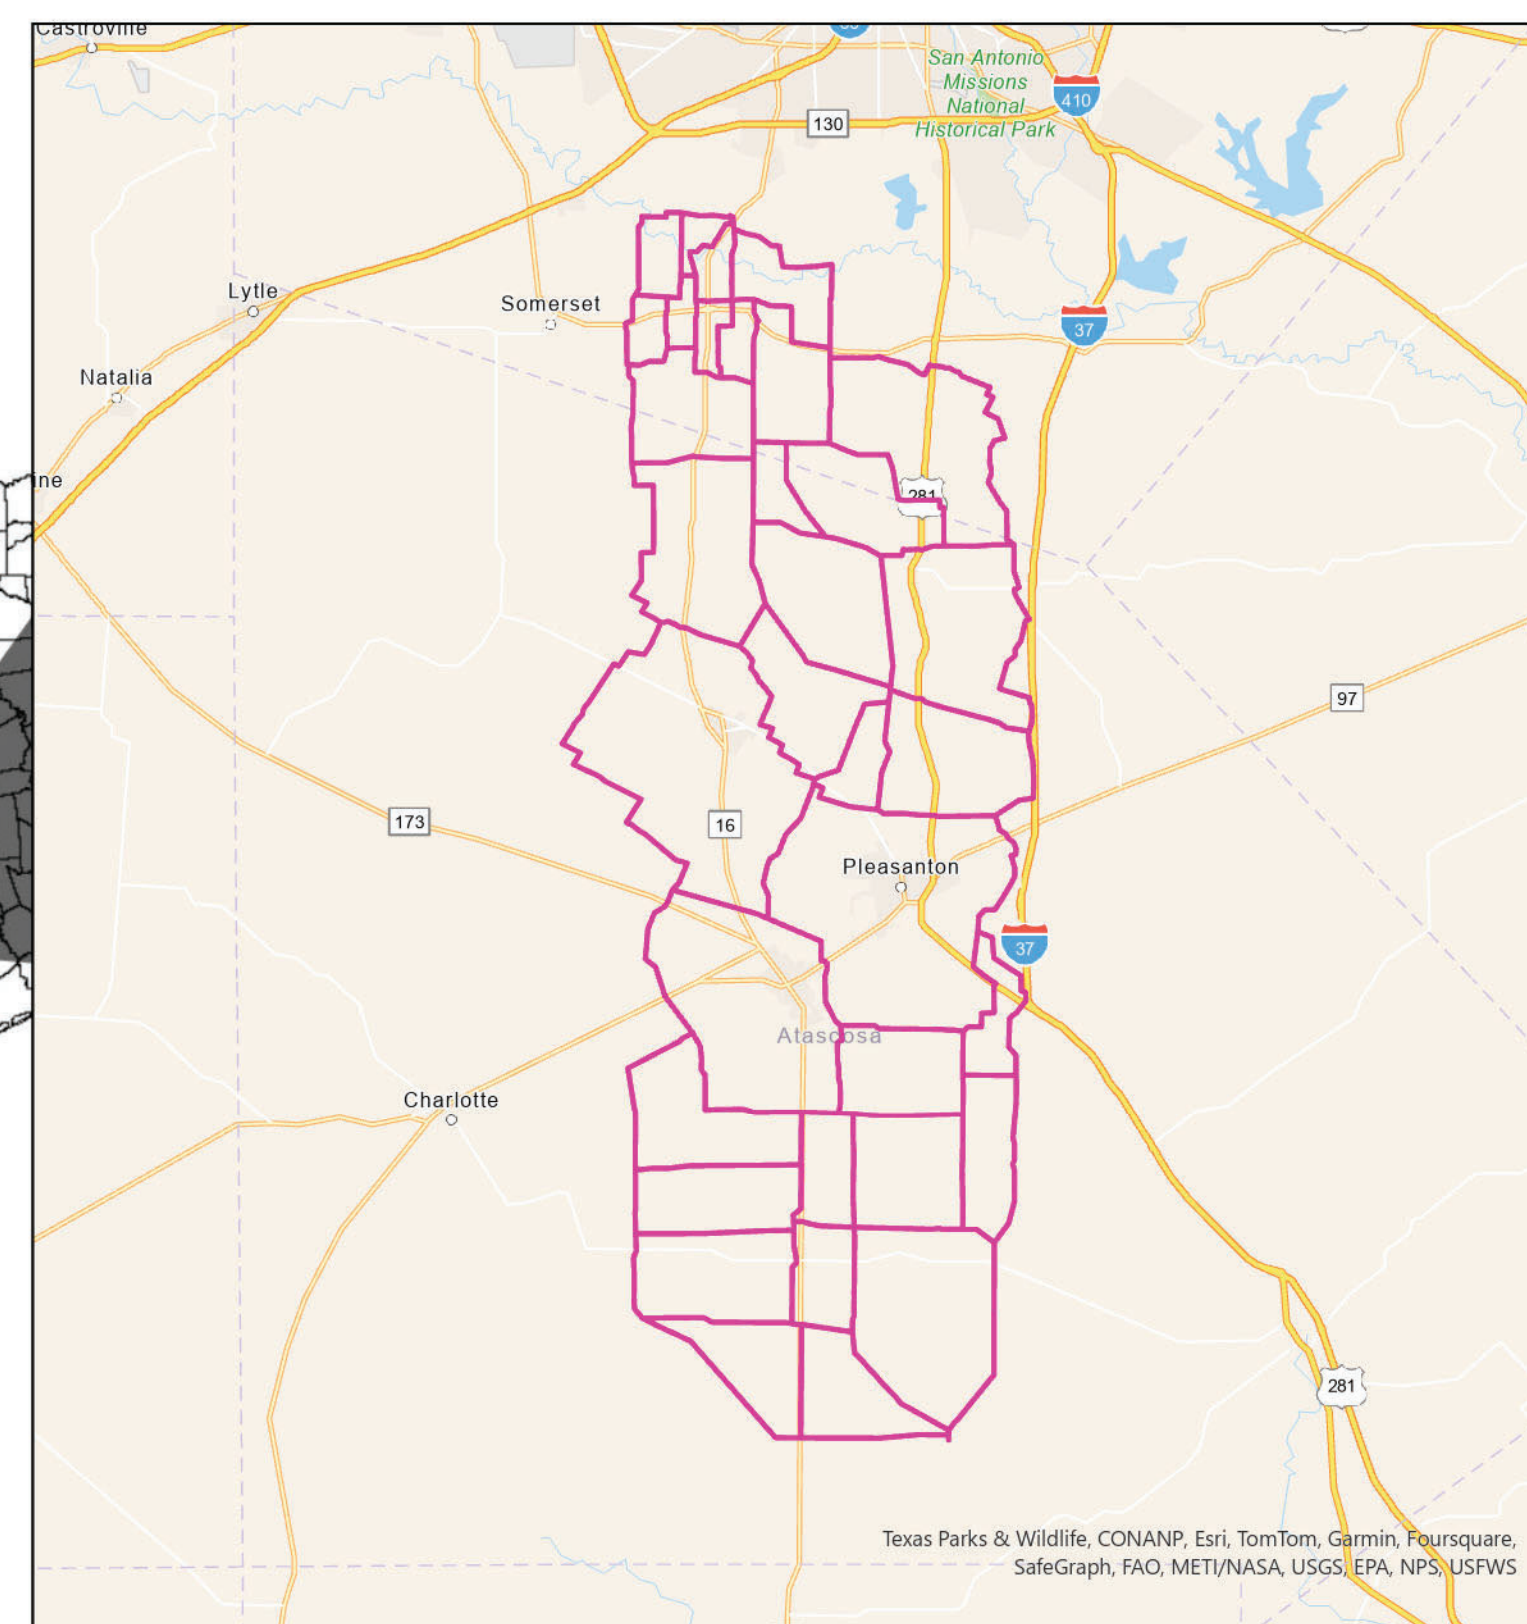 Castroville
San Antonio
Missions
National
Historical Park
410
130
Lytle
Somerset
37
Natalia
ine
281
97
173
16
Pleasanton
37
Atascosa
Charlotte
281
Texas Parks & Wildlife, CONANP, Esri, TomTom, Garmin, Foursquare,
SafeGraph, FAO, METI/NASA, USGS, EPA, NPS, USFWS